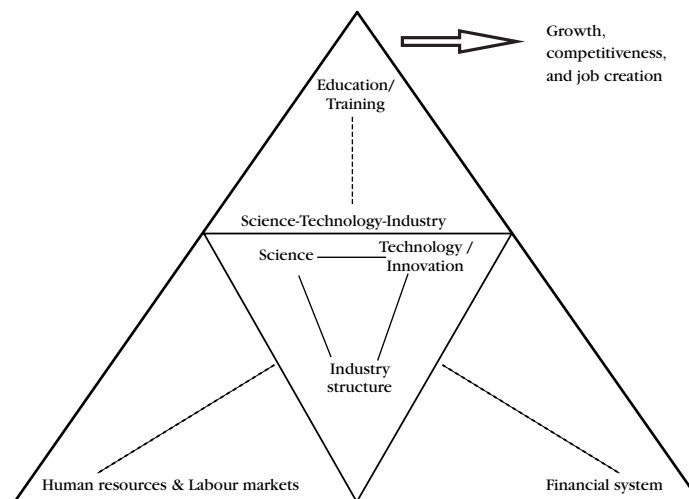 Growth,
competitiveness,
and job creation
Education/
Training
Science-Technology-Industry
Science
Technology /
Innovation
Industry
structure
Human resources & Labour markets
Financial system